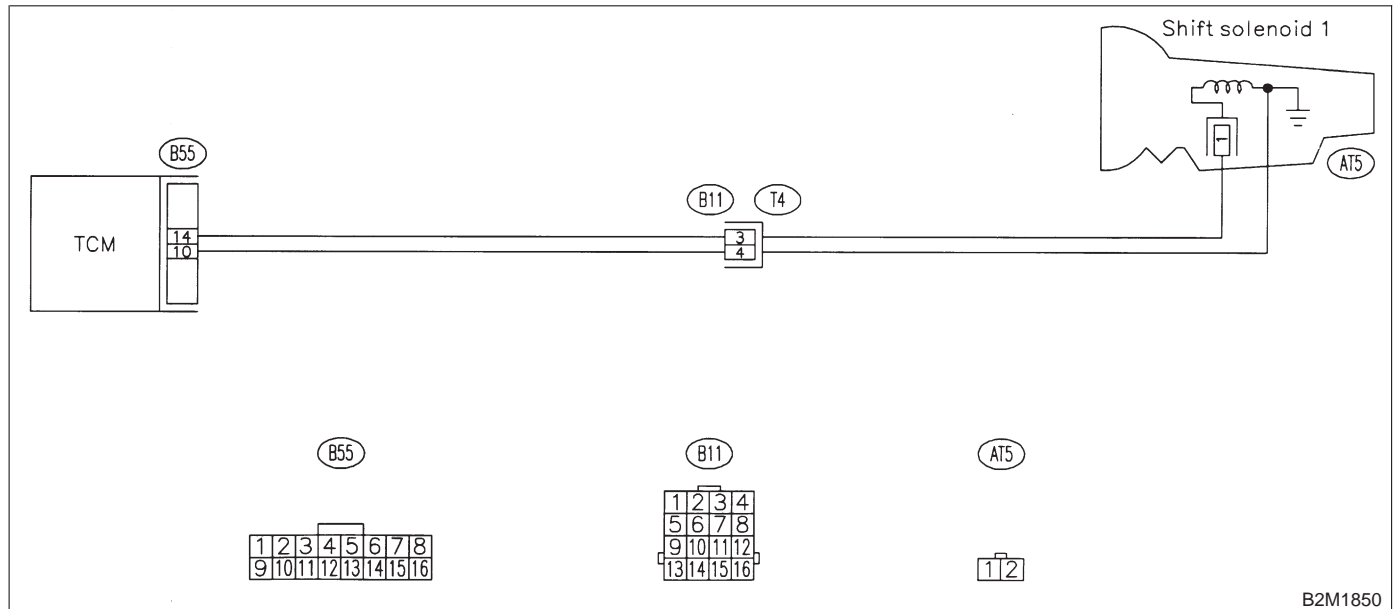 Shift solenoid 1
1
AT5
B55
B11 T4
TCM
14
10
3
4
B55
B11
AT5
1 2 3 4 5 6 7 8
9 10 11 12 13 14 15 16
1 2 3 4
5 6 7 8
9 10 11 12
13 14 15 16
1 2
B2M1850